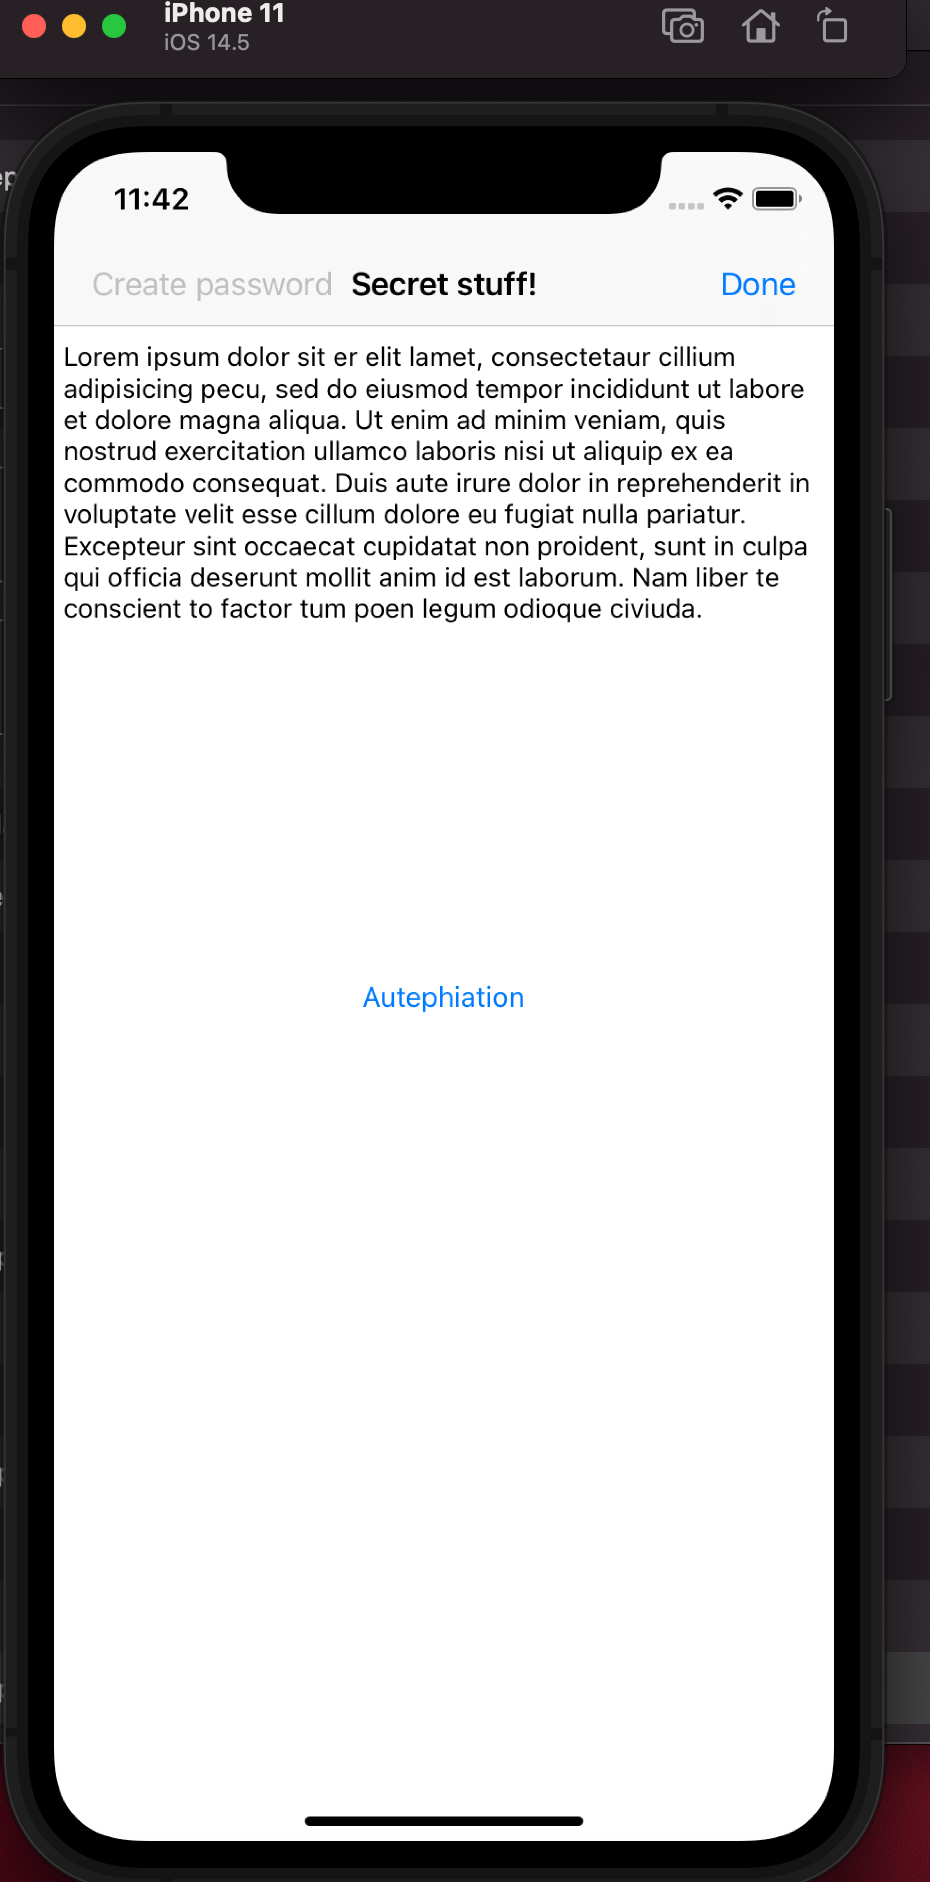 iPhone 11
iOS 14.5
11:42
Create password Secret stuff! Done
Lorem ipsum dolor sit er elit lamet, consectetaur cillium
adipisicing pecu, sed do eiusmod tempor incididunt ut labore
et dolore magna aliqua. Ut enim ad minim veniam, quis
nostrud exercitation ullamco laboris nisi ut aliquip ex ea
commodo consequat. Duis aute irure dolor in reprehenderit in
voluptate velit esse cillum dolore eu fugiat nulla pariatur.
Excepteur sint occaecat cupidatat non proident, sunt in culpa
qui officia deserunt mollit anim id est laborum. Nam liber te
conscient to factor tum poen legum odioque civiuda.
Autephiation